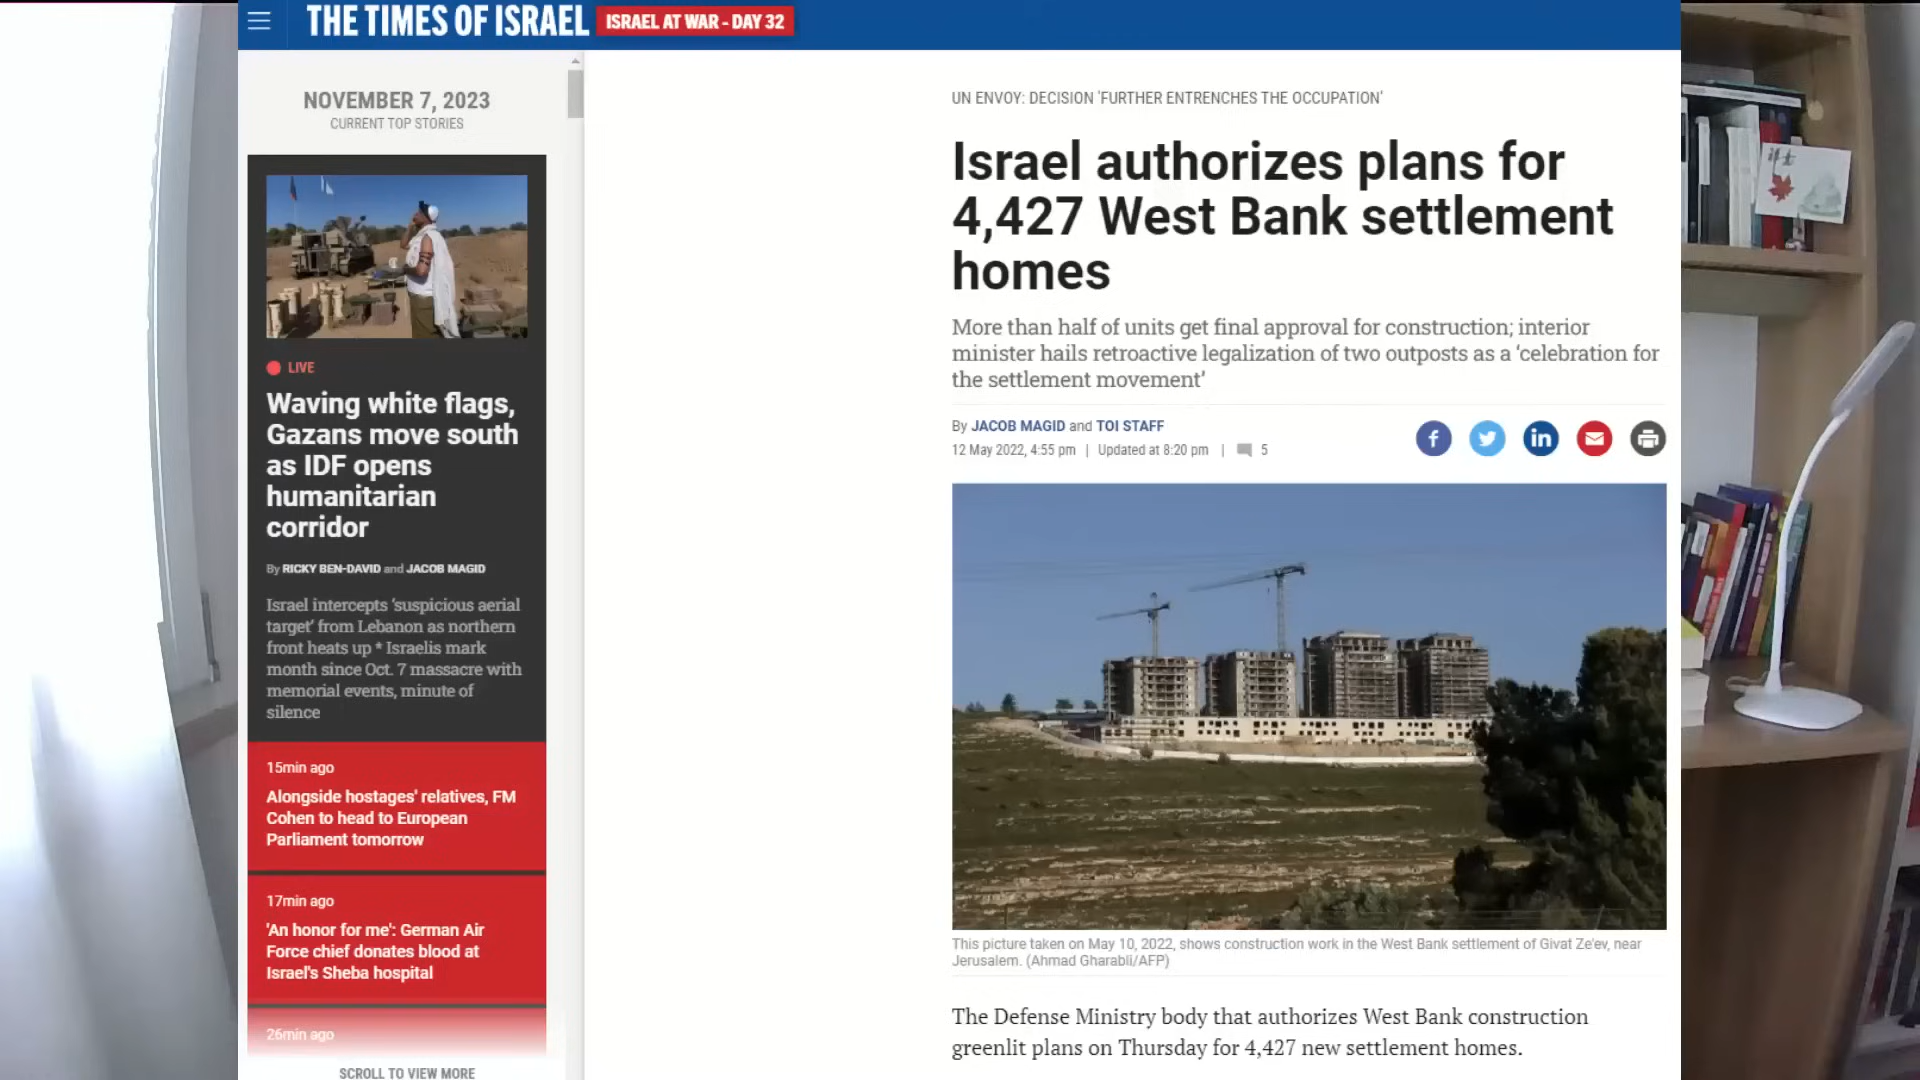 THE TIMES OF ISRAEL
ISRAEL AT WAR - DAY 32
NOVEMBER 7, 2023
CURRENT TOP STORIES
LIVE
Waving white flags,
Gazans move south
as IDF opens
humanitarian
corridor
By RICKY BEN-DAVID and JACOB MAGID
Israel intercepts ‘suspicious aerial
target’ from Lebanon as northern
front heats up * Israelis mark
month since Oct. 7 massacre with
memorial events, minute of
silence
15min ago
Alongside hostages' relatives, FM
Cohen to head to European
Parliament tomorrow
17min ago
'An honor for me': German Air
Force chief donates blood at
Israel's Sheba hospital
26min ago
SCROLL TO VIEW MORE
UN ENVOY: DECISION 'FURTHER ENTRENCHES THE OCCUPATION'
Israel authorizes plans for
4,427 West Bank settlement
homes
More than half of units get final approval for construction; interior
minister hails retroactive legalization of two outposts as a ‘celebration for
the settlement movement’
By JACOB MAGID and TOI STAFF
12 May 2022, 4:55 pm | Updated at 8:20 pm | 5
This picture taken on May 10, 2022, shows construction work in the West Bank settlement of Givat Ze'ev, near
Jerusalem. (Ahmad Gharabli/AFP)
The Defense Ministry body that authorizes West Bank construction
greenlit plans on Thursday for 4,427 new settlement homes.